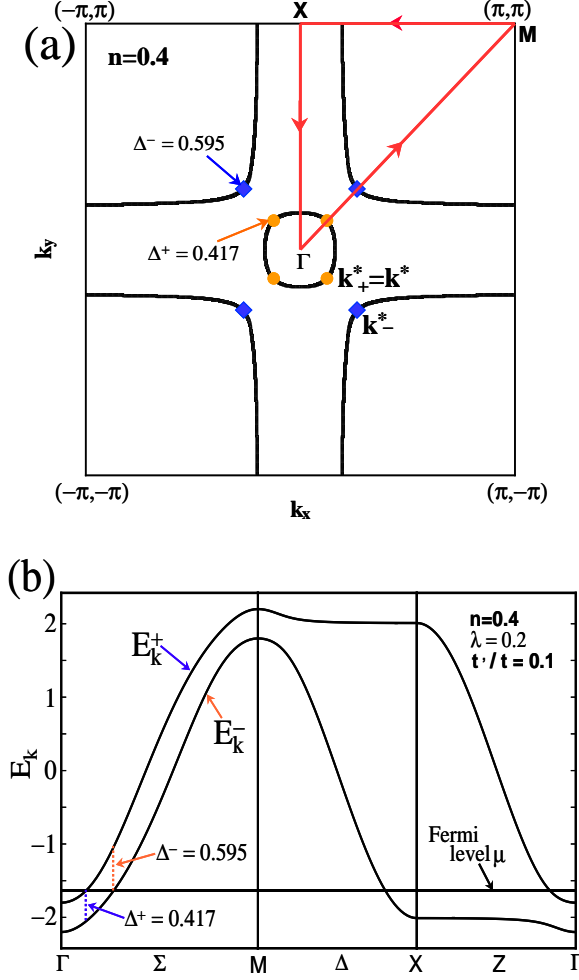 (−π,π)
X
(π,π)
(a)
n=0.4
M
Δ⁻ = 0.595
k_y
Δ⁺ = 0.417
Γ
k*₊=k*
k*₋
(−π,−π)
(π,−π)
k_x
(b)
2
n=0.4
λ = 0.2
t'/t = 0.1
E_k^+
1
E_k^-
E_k
0
−1
Fermi
level μ
Δ⁻ = 0.595
−2
Δ⁺ = 0.417
Γ Σ M Δ X Z Γ